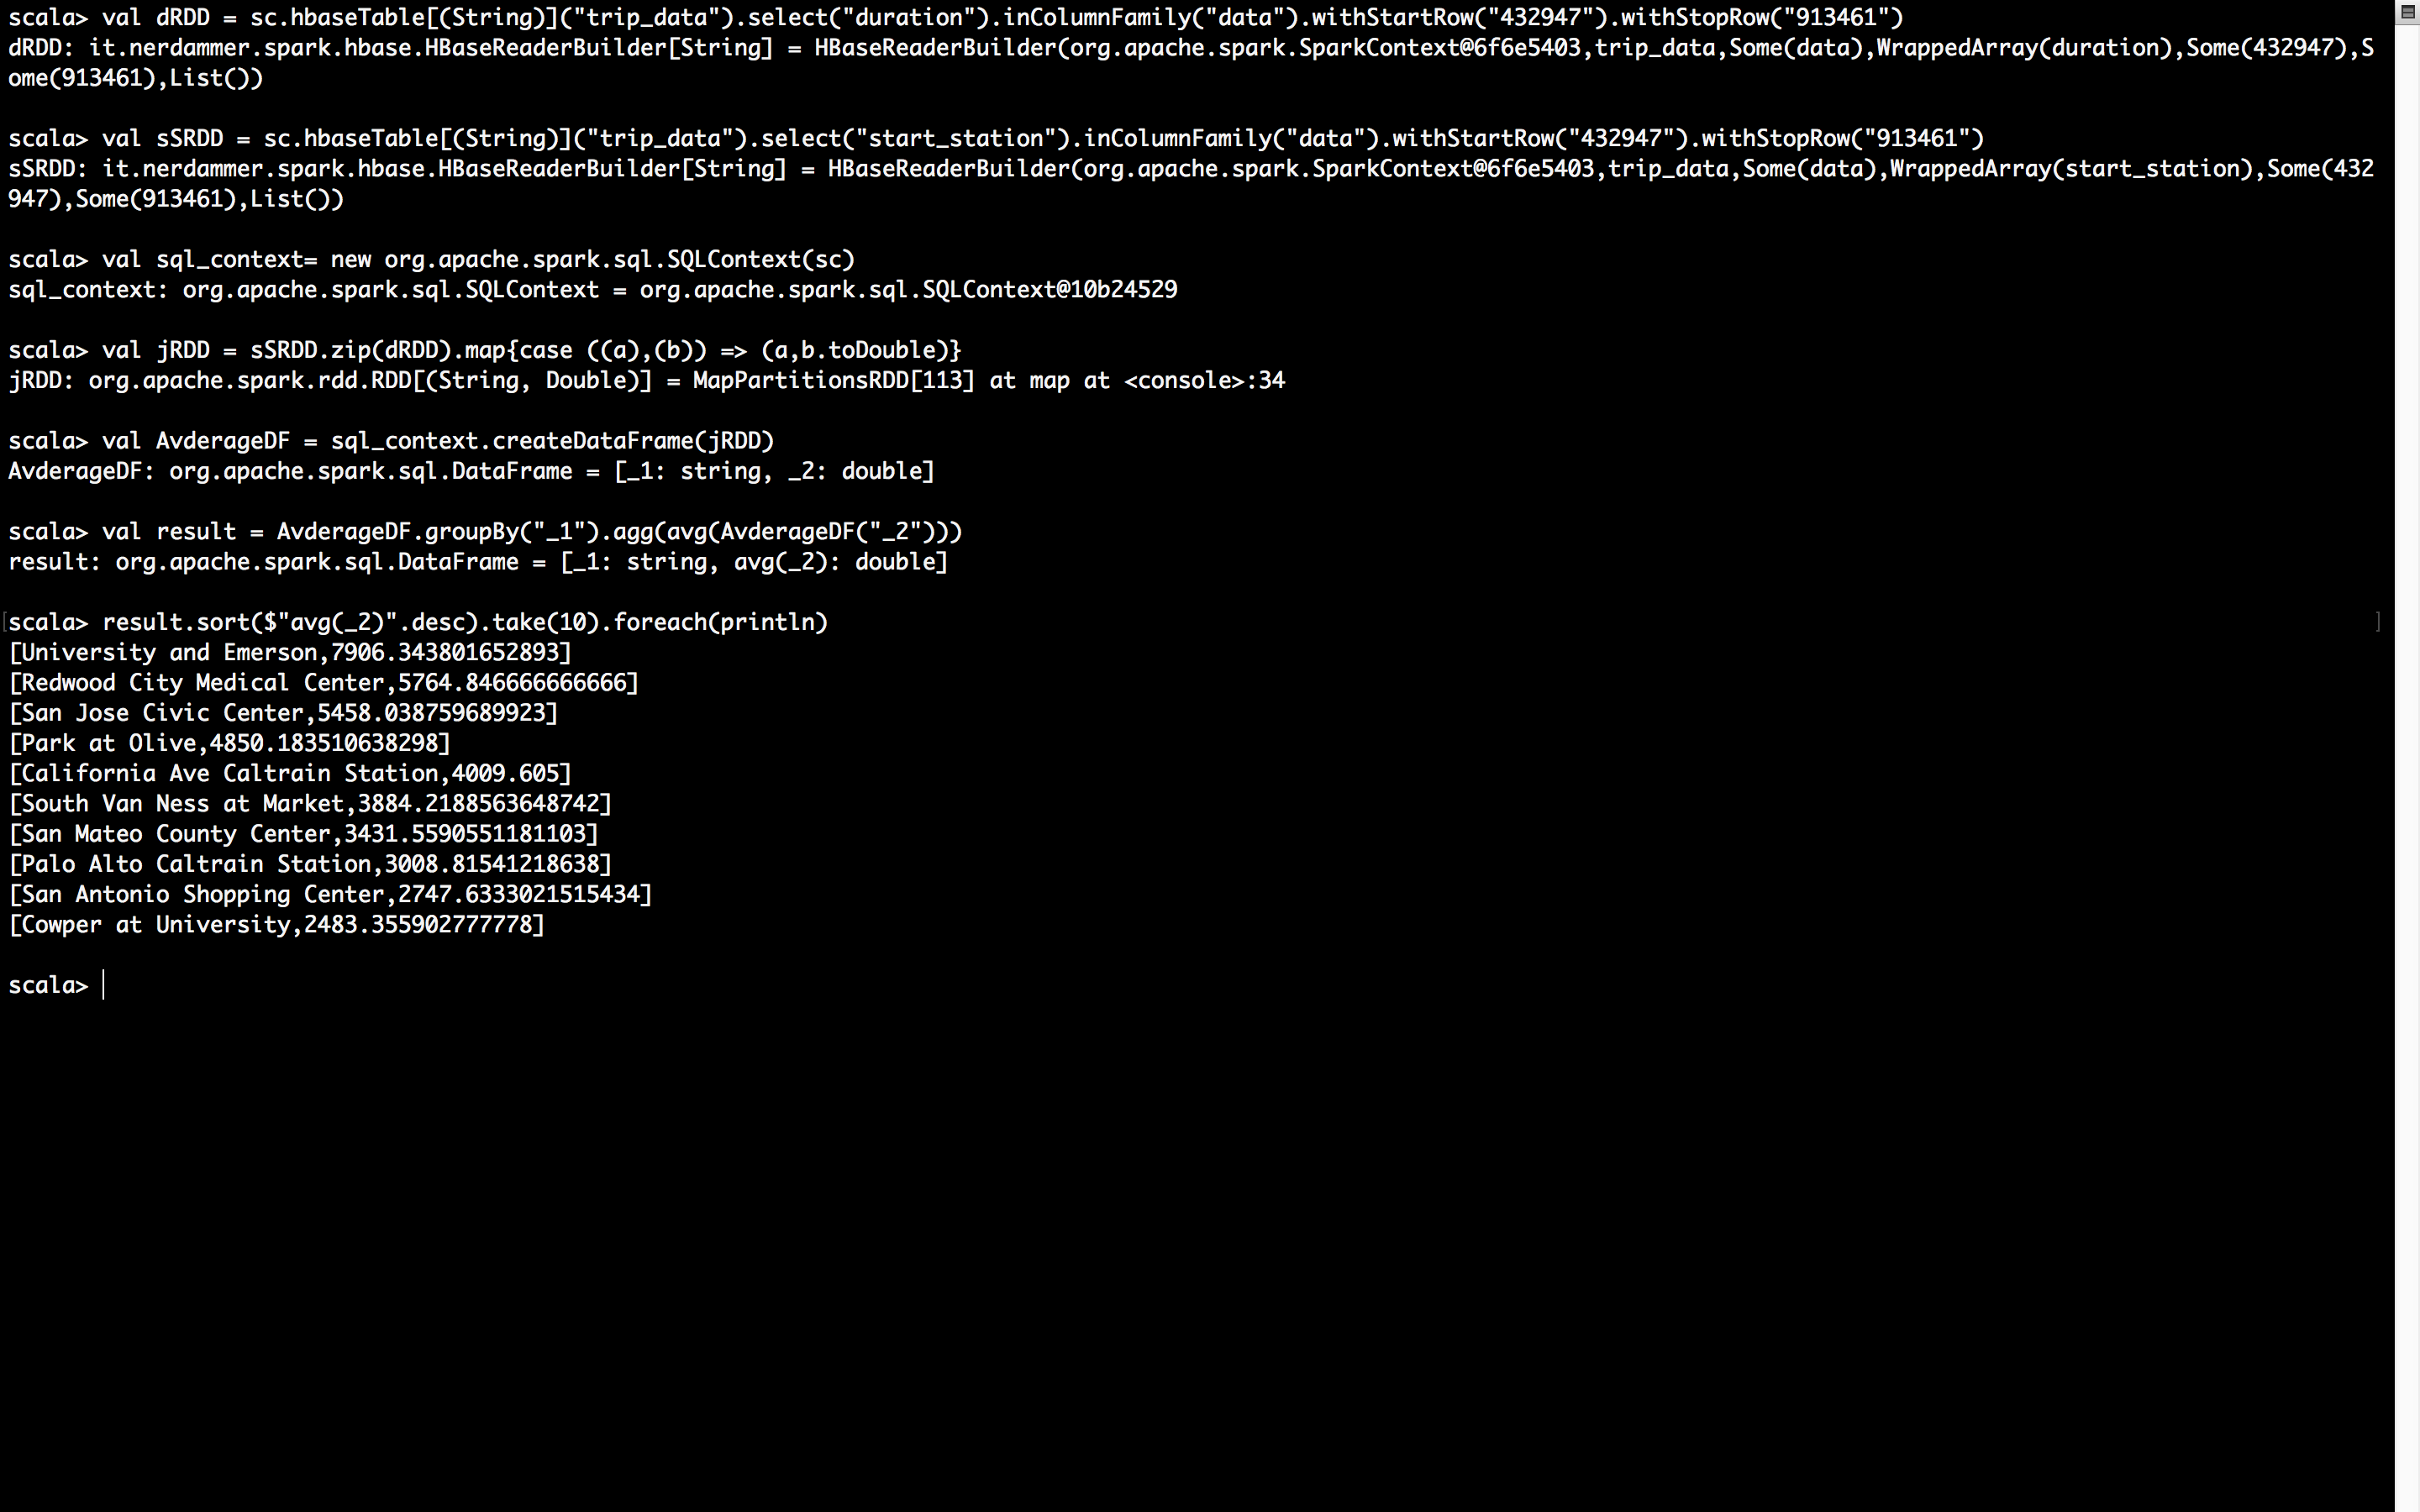 scala> val dRDD = sc.hbaseTable[(String)]("trip_data").select("duration").inColumnFamily("data").withStartRow("432947").withStopRow("913461")
dRDD: it.nerdammer.spark.hbase.HBaseReaderBuilder[String] = HBaseReaderBuilder(org.apache.spark.SparkContext@6f6e5403,trip_data,Some(data),WrappedArray(duration),Some(432947),S
ome(913461),List())
scala> val sSRDD = sc.hbaseTable[(String)]("trip_data").select("start_station").inColumnFamily("data").withStartRow("432947").withStopRow("913461")
sSRDD: it.nerdammer.spark.hbase.HBaseReaderBuilder[String] = HBaseReaderBuilder(org.apache.spark.SparkContext@6f6e5403,trip_data,Some(data),WrappedArray(start_station),Some(432
947),Some(913461),List())
scala> val sql_context= new org.apache.spark.sql.SQLContext(sc)
sql_context: org.apache.spark.sql.SQLContext = org.apache.spark.sql.SQLContext@10b24529
scala> val jRDD = sSRDD.zip(dRDD).map{case ((a),(b)) => (a,b.toDouble)}
jRDD: org.apache.spark.rdd.RDD[(String, Double)] = MapPartitionsRDD[113] at map at <console>:34
scala> val AvderageDF = sql_context.createDataFrame(jRDD)
AvderageDF: org.apache.spark.sql.DataFrame = [_1: string, _2: double]
scala> val result = AvderageDF.groupBy("_1").agg(avg(AvderageDF("_2")))
result: org.apache.spark.sql.DataFrame = [_1: string, avg(_2): double]
[scala> result.sort($"avg(_2)".desc).take(10).foreach(println) ]
[University and Emerson,7906.343801652893]
[Redwood City Medical Center,5764.846666666666]
[San Jose Civic Center,5458.038759689923]
[Park at Olive,4850.183510638298]
[California Ave Caltrain Station,4009.605]
[South Van Ness at Market,3884.2188563648742]
[San Mateo County Center,3431.5590551181103]
[Palo Alto Caltrain Station,3008.81541218638]
[San Antonio Shopping Center,2747.6333021515434]
[Cowper at University,2483.355902777778]
scala>